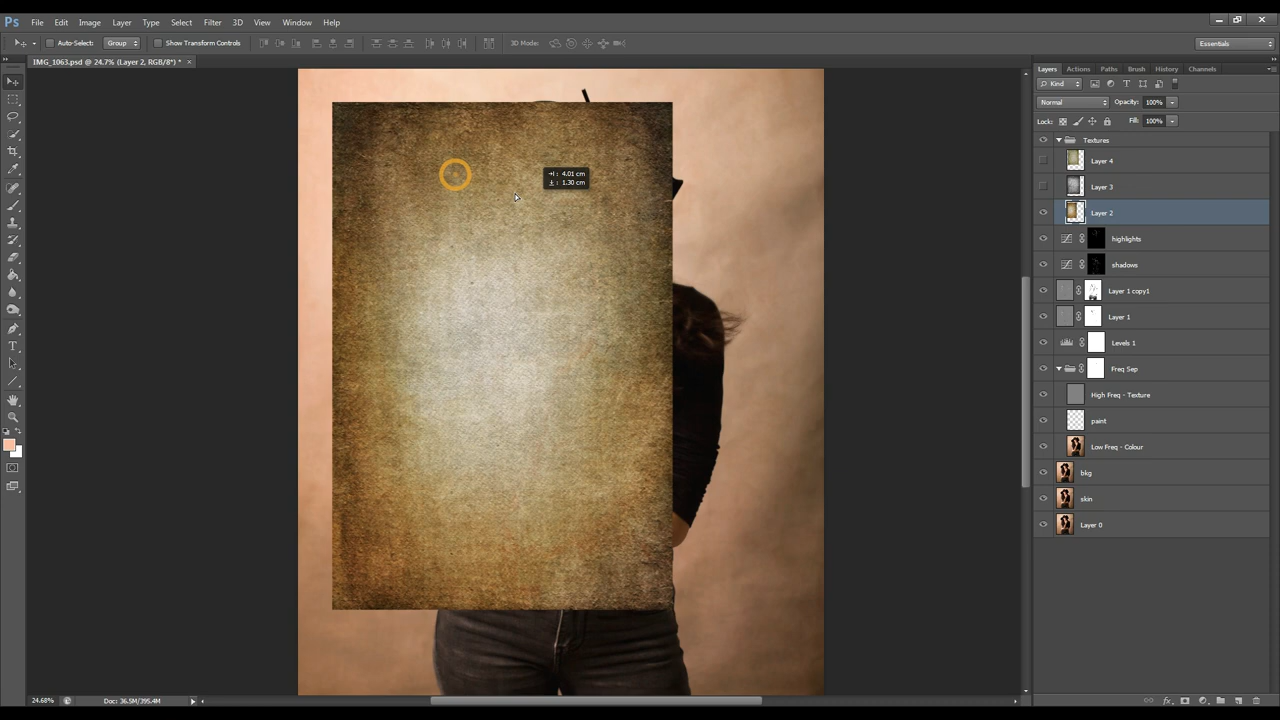 Ps File Edit Image Layer Type Select Filter 3D View Window Help
Auto-Select: Group Show Transform Controls 3D Mode: Essentials
IMG_1063.psd @ 24.7% (Layer 2, RGB/8*) * ×
Layers Actions Paths Brush History Channels
Kind
Normal Opacity: 100%
Lock: Fill: 100%
Textures
Layer 4
Layer 3
Layer 2
highlights
shadows
Layer 1 copy1
Layer 1
Levels 1
Freq Sep
High Freq - Texture
paint
Low Freq - Colour
bkg
skin
Layer 0
: 4.01 cm
: 1.30 cm
24.68% Doc: 36.5M/395.4M
fx